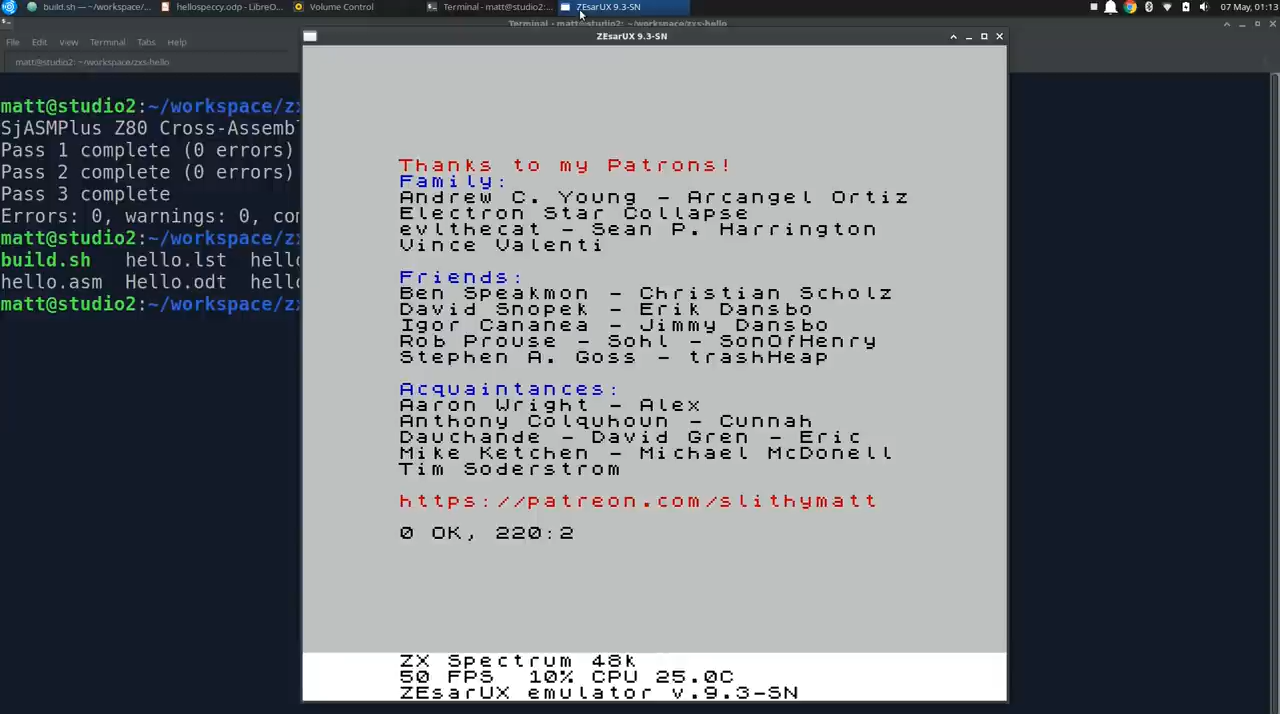 build.sh — ~/workspace/...
hellospeccy.odp - LibreO...
Volume Control
Terminal - matt@studio2:...
ZEsarUX 9.3-SN
07 May, 01:13
Terminal - matt@studio2: ~/workspace/zxs/hello
File Edit View Terminal Tabs Help
matt@studio2: ~/workspace/zxs/hello
ZEsarUX 9.3-SN
matt@studio2:~/workspace/zx
SjASMPlus Z80 Cross-Assemb
Pass 1 complete (0 errors)
Pass 2 complete (0 errors)
Pass 3 complete
Errors: 0, warnings: 0, co
matt@studio2:~/workspace/zx
build.sh hello.lst hell
hello.asm Hello.odt hell
matt@studio2:~/workspace/zx
Thanks to my Patrons!
Family:
Andrew C. Young - Arcangel Ortiz
Electron Star Collapse
evlthecat - Sean P. Harrington
Vince Valenti
Friends:
Ben Speakmon - Christian Scholz
David Snopek - Erik Dansbo
Igor Cananea - Jimmy Dansbo
Rob Prouse - Sohl - SonOfHenry
Stephen A. Goss - trashHeap
Acquaintances:
Aaron Wright - Alex
Anthony Colquhoun - Cunnah
Dauchande - David Gren - Eric
Mike Ketchen - Michael McDonell
Tim Soderstrom
https://patreon.com/slithymatt
0 OK, 220:2
ZX Spectrum 48k
50 FPS 10% CPU 25.0C
ZEsarUX emulator v.9.3-SN